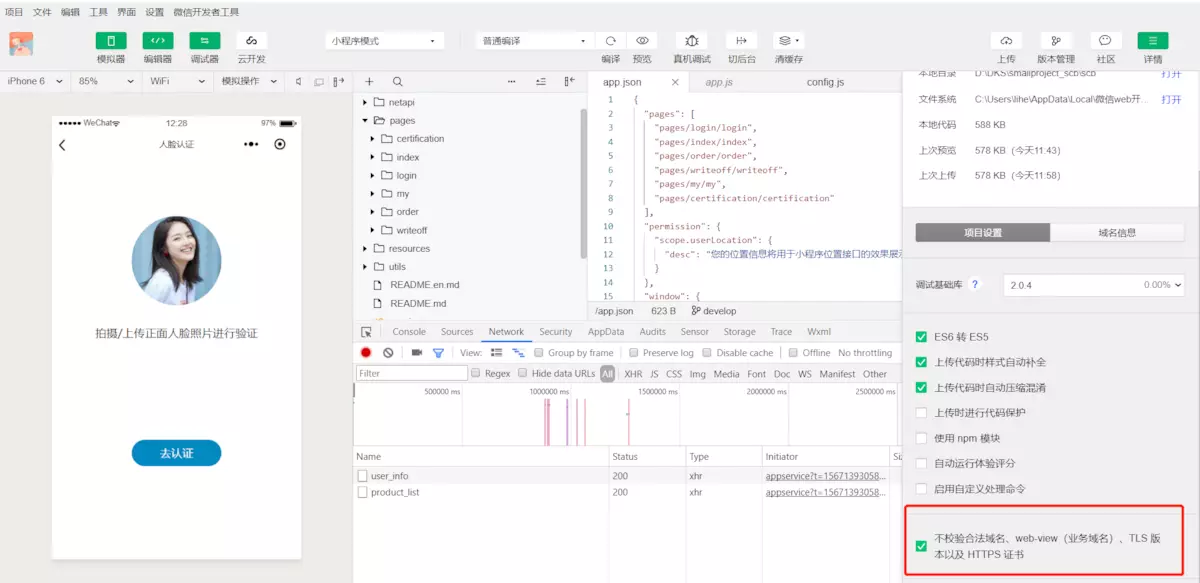 项目 文件 编辑 工具 界面 设置 微信开发者工具
模拟器 编辑器 调试器 云开发
小程序模式
普通编译
编译 预览 真机调试 切后台 清缓存
上传 版本管理 社区 详情
iPhone 6 85% WiFi 模拟操作
●●●●● WeChat 12:28 97%
人脸认证
拍摄/上传正面人脸照片进行验证
去认证
netapi
pages
certification
index
login
my
order
writeoff
resources
utils
README.en.md
README.md
app.json app.js config.js
1 {
2 "pages": [
3 "pages/login/login",
4 "pages/index/index",
5 "pages/order/order",
6 "pages/writeoff/writeoff",
7 "pages/my/my",
8 "pages/certification/certification"
9 ],
10 "permission": {
11 "scope.userLocation": {
12 "desc": "您的位置信息将用于小程序位置接口的效果展示
13 }
14 },
15 "window": {
/app.json 623 B develop
Console Sources Network Security AppData Audits Sensor Storage Trace Wxml
View: Group by frame Preserve log Disable cache Offline No throttling
Filter Regex Hide data URLs All XHR JS CSS Img Media Font Doc WS Manifest Other
500000 ms 1000000 ms 1500000 ms 2000000 ms 2500000 ms
Name Status Type Initiator
user_info 200 xhr appservice?t=15671393058...
product_list 200 xhr appservice?t=15671393058...
本地目录 D:\DKS\smallproject_scb\scb 打开
文件系统 C:\Users\lihe\AppData\Local\微信web开... 打开
本地代码 588 KB
上次预览 578 KB（今天11:43）
上次上传 578 KB（今天11:58）
项目设置 域名信息
调试基础库 ? 2.0.4 0.00%
ES6 转 ES5
上传代码时样式自动补全
上传代码时自动压缩混淆
上传时进行代码保护
使用 npm 模块
自动运行体验评分
启用自定义处理命令
不校验合法域名、web-view（业务域名）、TLS 版
本以及 HTTPS 证书